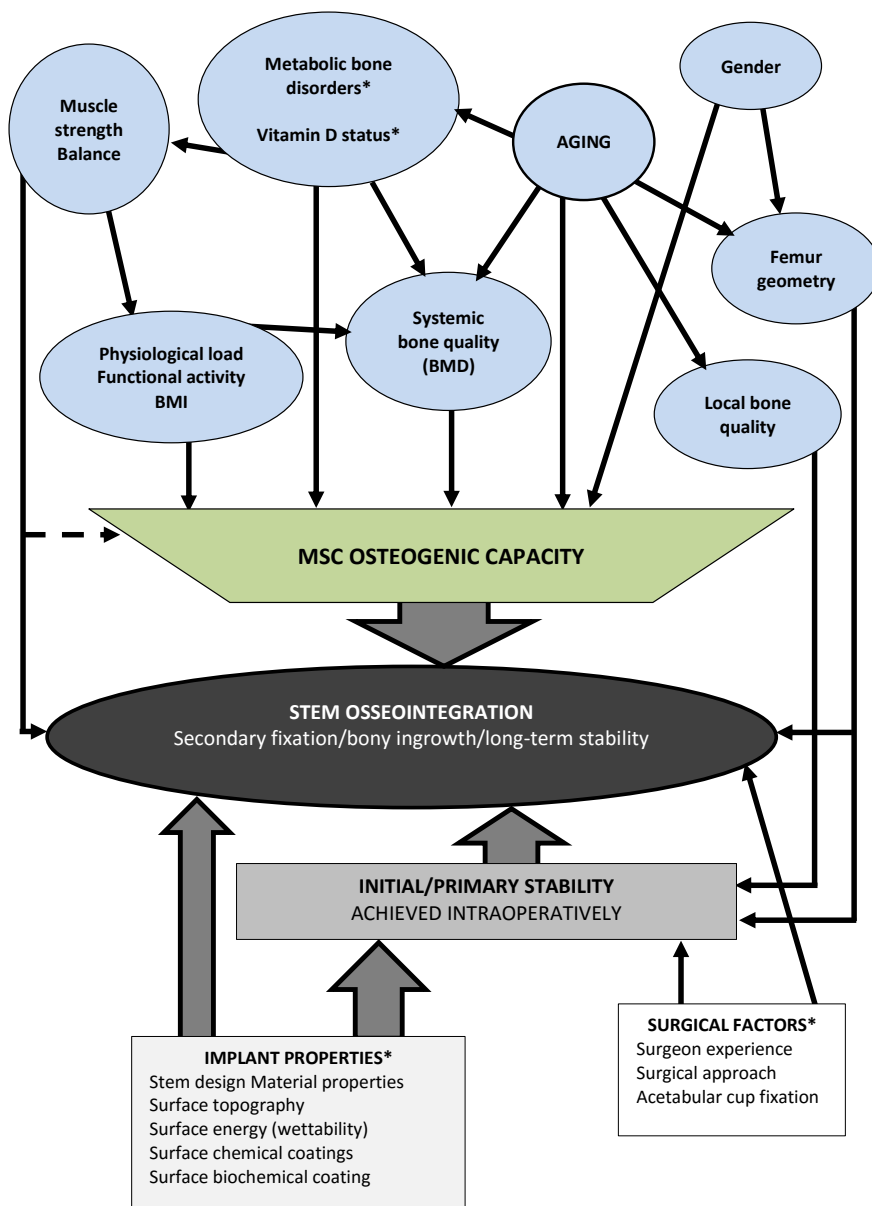 Metabolic bone
disorders*
Vitamin D status*
Gender
Muscle
strength
Balance
AGING
Femur
geometry
Systemic
bone quality
(BMD)
Physiological load
Functional activity
BMI
Local bone
quality
MSC OSTEOGENIC CAPACITY
STEM OSSEOINTEGRATION
Secondary fixation/bony ingrowth/long-term stability
INITIAL/PRIMARY STABILITY
ACHIEVED INTRAOPERATIVELY
SURGICAL FACTORS*
Surgeon experience
Surgical approach
Acetabular cup fixation
IMPLANT PROPERTIES*
Stem design Material properties
Surface topography
Surface energy (wettability)
Surface chemical coatings
Surface biochemical coating